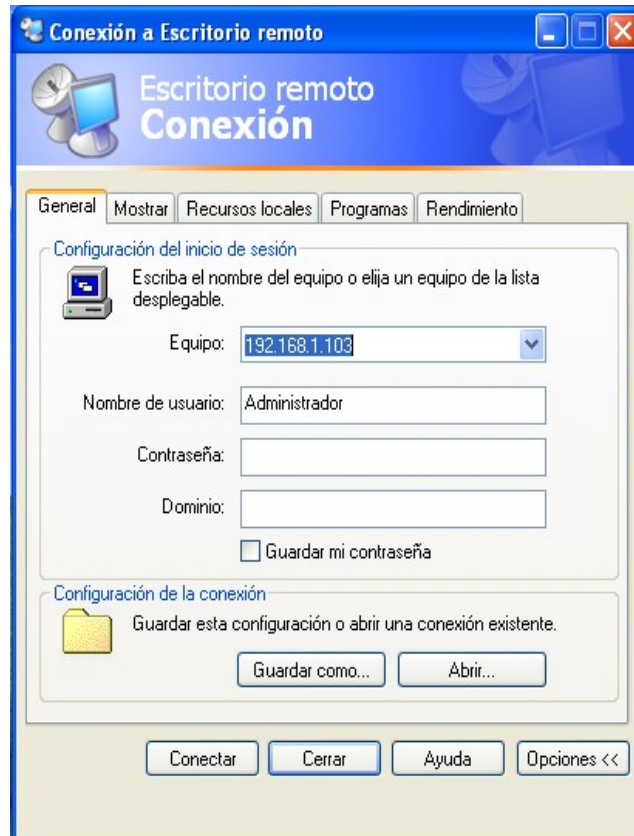 Conexión a Escritorio remoto
Escritorio remoto
Conexión
General Mostrar Recursos locales Programas Rendimiento
Configuración del inicio de sesión
Escriba el nombre del equipo o elija un equipo de la lista
desplegable.
Equipo: 192.168.1.103
Nombre de usuario: Administrador
Contraseña:
Dominio:
Guardar mi contraseña
Configuración de la conexión
Guardar esta configuración o abrir una conexión existente.
Guardar como... Abrir...
Conectar Cerrar Ayuda Opciones <<